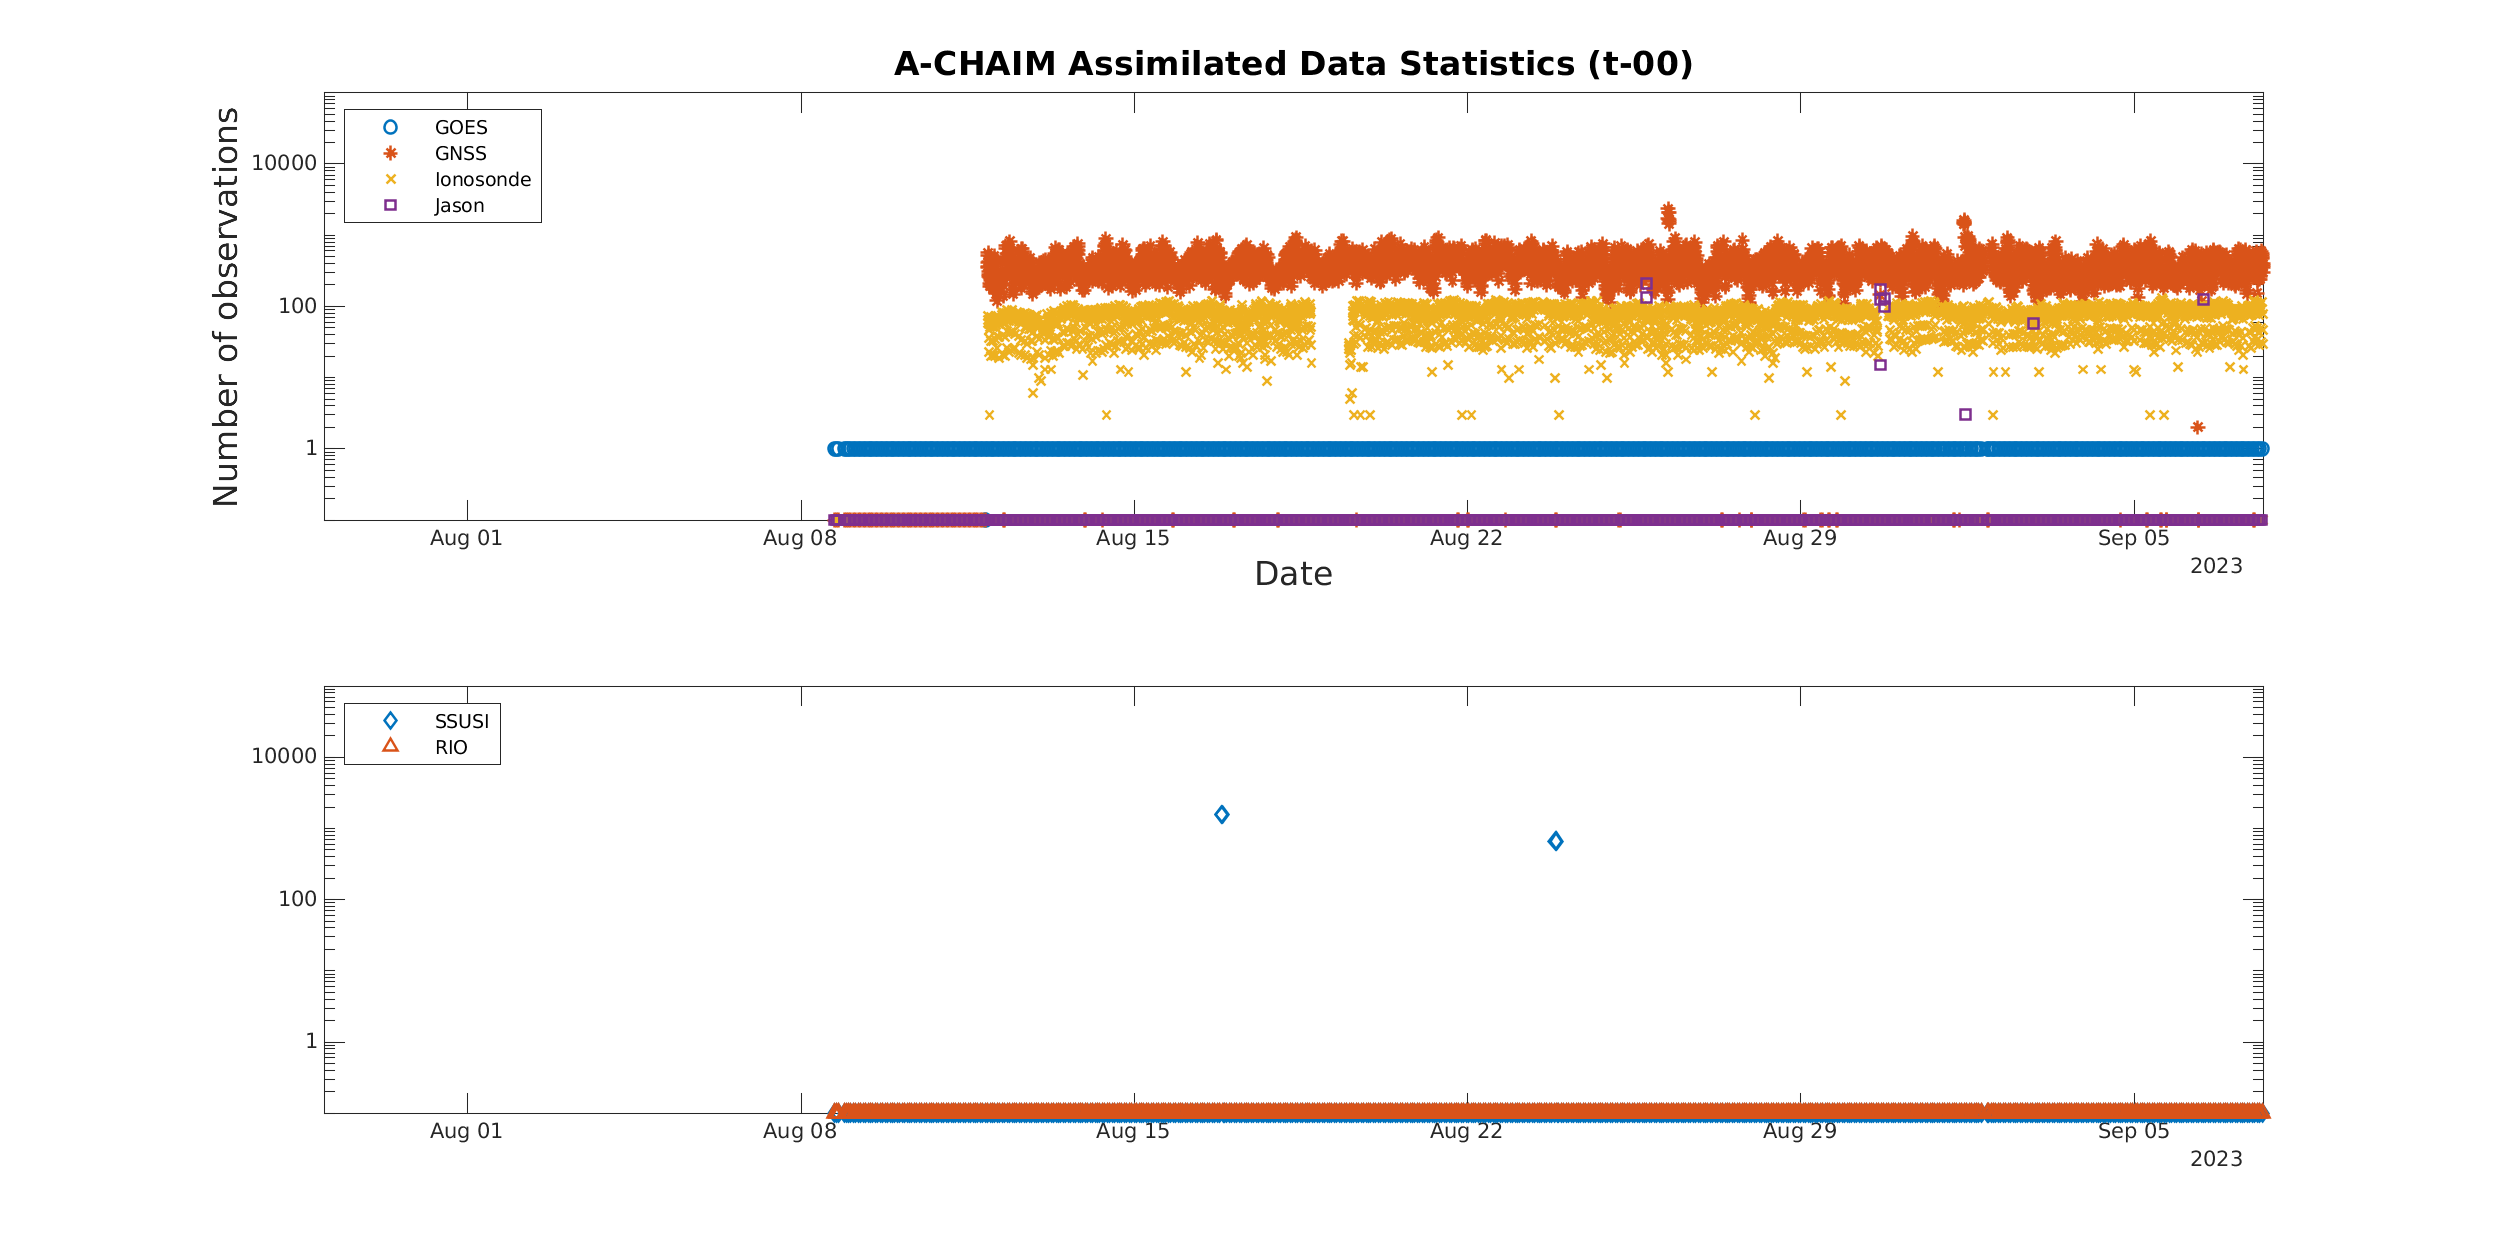 A-CHAIM Assimilated Data Statistics (t-00)
Number of observations
10000
100
1
GOES
GNSS
Ionosonde
Jason
Aug 01 Aug 08 Aug 15 Aug 22 Aug 29 Sep 05
2023
Date
10000
100
1
SSUSI
RIO
Aug 01 Aug 08 Aug 15 Aug 22 Aug 29 Sep 05
2023